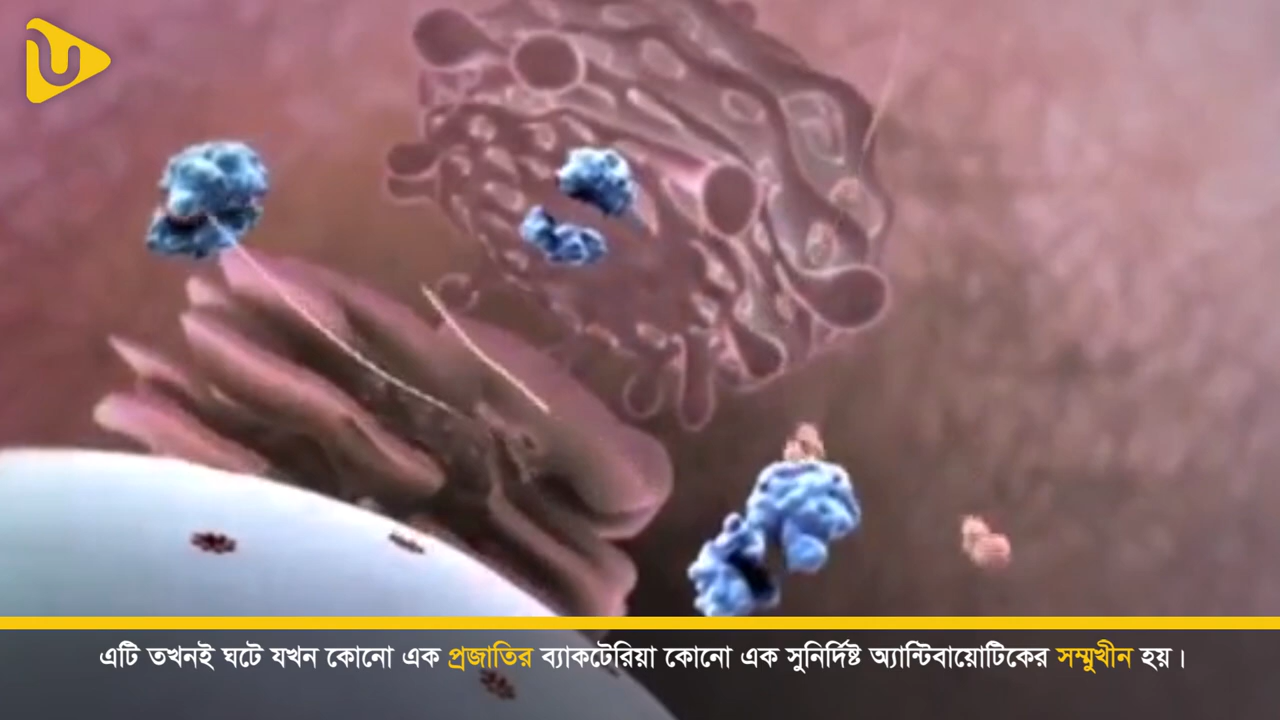 এটি তখনই ঘটে যখন কোনো এক প্রজাতির ব্যাকটেরিয়া কোনো এক সুনির্দিষ্ট অ্যান্টিবায়োটিকের সম্মুখীন হয়।